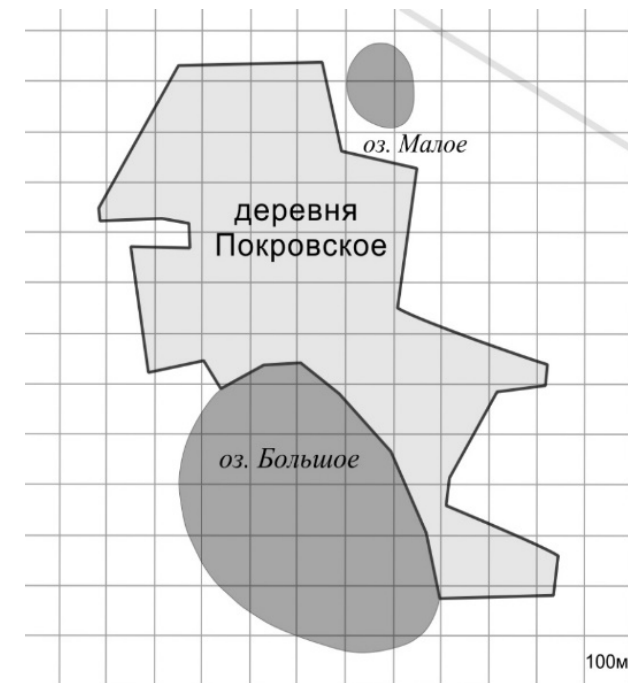 оз. Малое
деревня
Покровское
оз. Большое
100м